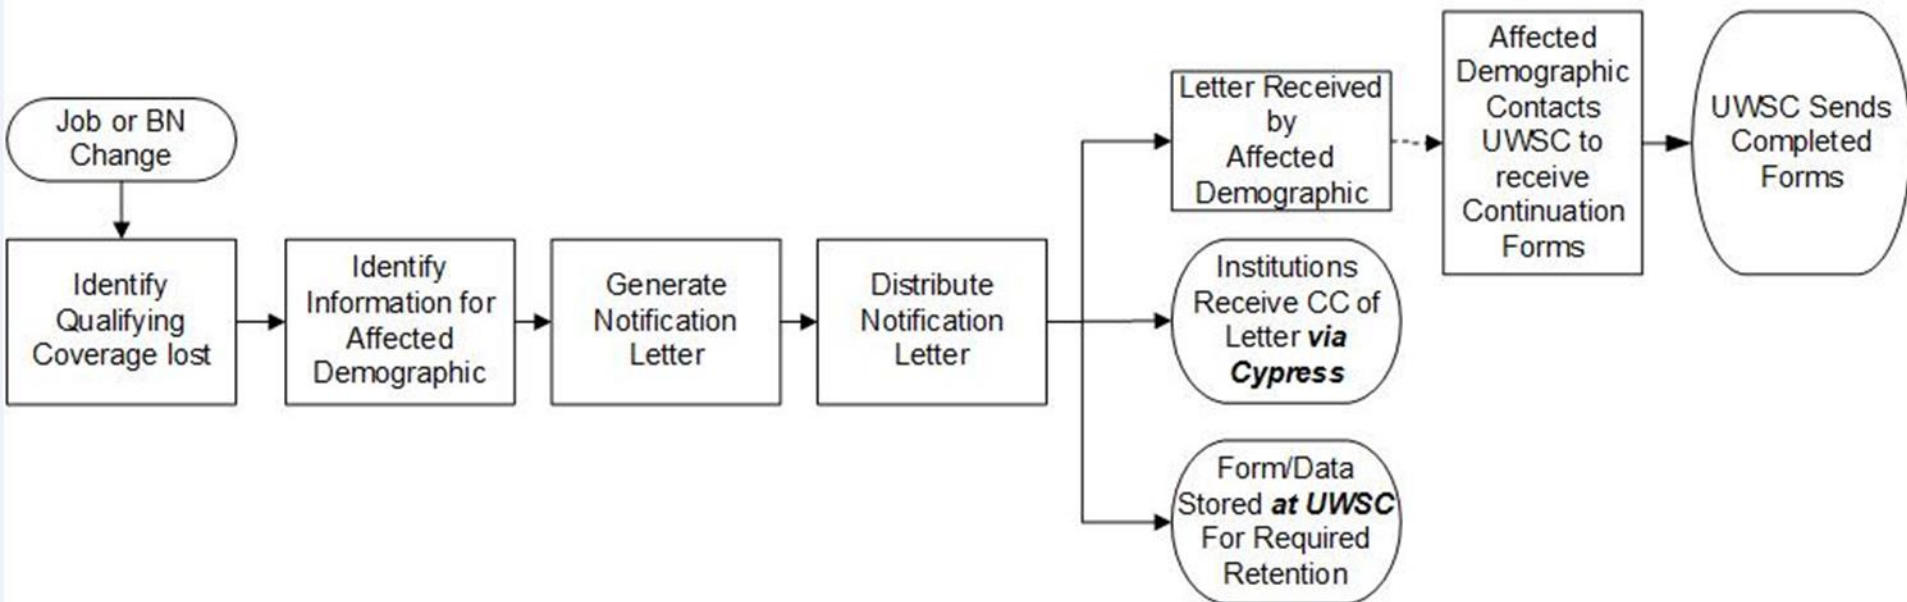 Job or BN
Change
Identify
Qualifying
Coverage lost
Identify
Information for
Affected
Demographic
Generate
Notification
Letter
Distribute
Notification
Letter
Letter Received
by
Affected
Demographic
Affected
Demographic
Contacts
UWSC to
receive
Continuation
Forms
UWSC Sends
Completed
Forms
Institutions
Receive CC of
Letter via
Cypress
Form/Data
Stored at UWSC
For Required
Retention